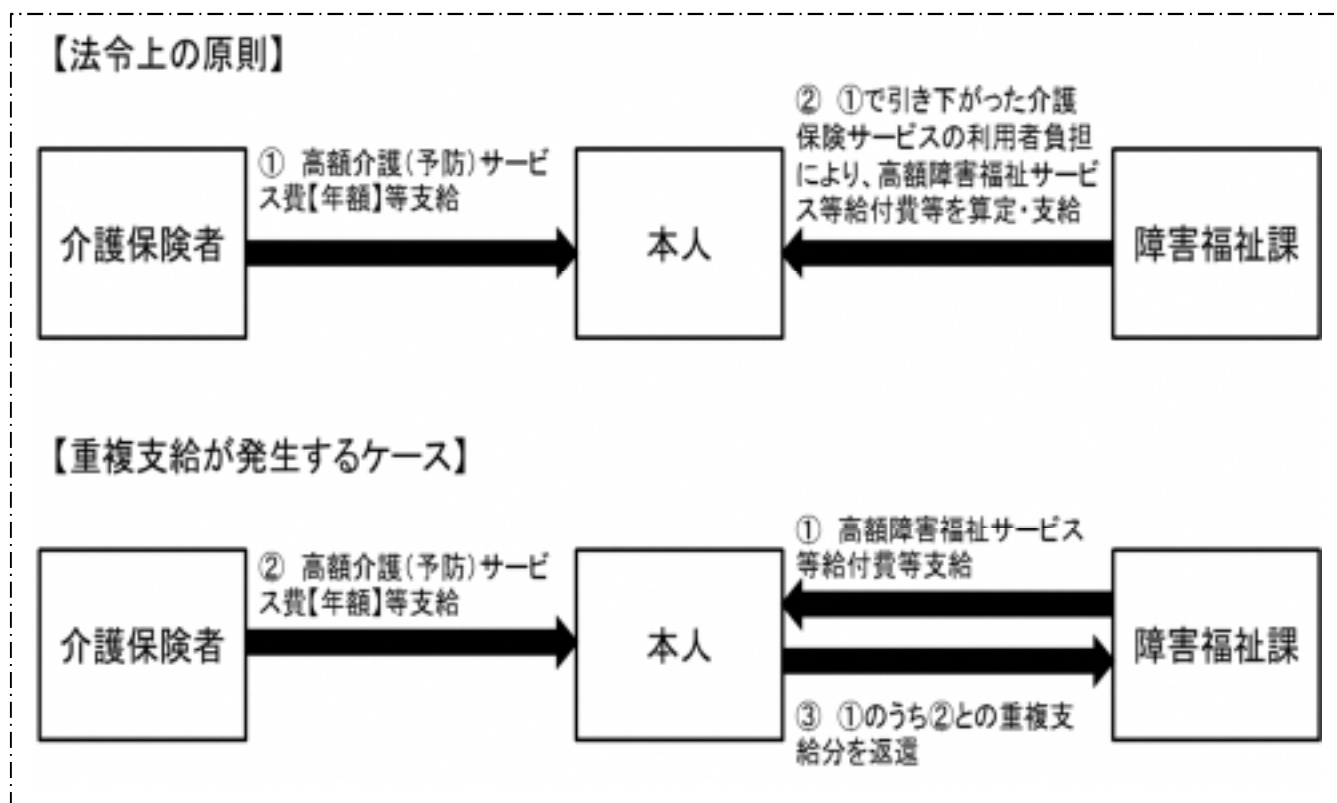 【法令上の原則】
② ①で引き下がった介護
保険サービスの利用者負担
により、高額障害福祉サービ
ス等給付費等を算定・支給
① 高額介護(予防)サービ
ス費【年額】等支給
介護保険者
本人
障害福祉課
【重複支給が発生するケース】
① 高額障害福祉サービス
等給付費等支給
② 高額介護(予防)サービ
ス費【年額】等支給
介護保険者
本人
障害福祉課
③ ①のうち②との重複支
給分を返還